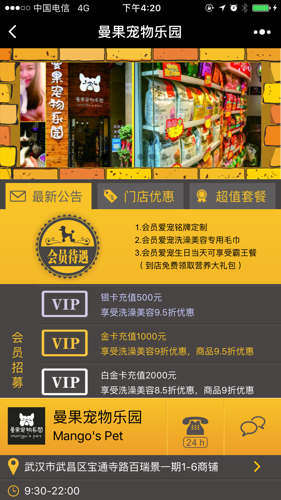 中国电信 4G 下午4:20
曼果宠物乐园
曼果宠物乐园
最新公告 门店优惠 超值套餐
会员待遇
1.会员爱宠铭牌定制
2.会员爱宠洗澡美容专用毛巾
3.会员爱宠生日当天可享受霸王餐
(到店免费领取营养大礼包)
会员招募
VIP
银卡充值500元
享受洗澡美容9.5折优惠
VIP
金卡充值1000元
享受洗澡美容9折优惠，商品9.5折优惠
VIP
白金卡充值2000元
享受洗澡美容8.5折优惠，商品9折优惠
曼果宠物乐园
Mango's Pet
24 h
武汉市武昌区宝通寺路百瑞景一期1-6商铺
9:30-22:00